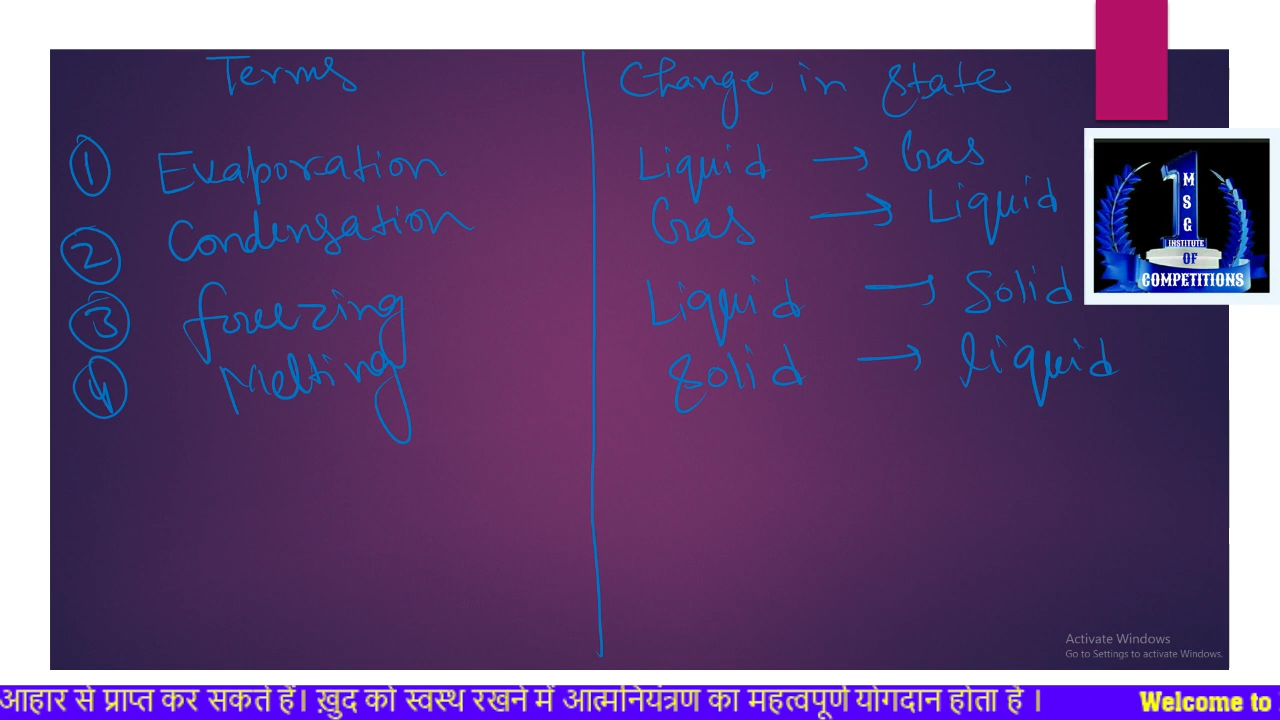 Terms Change in state
1 Evaporation Liquid → Gas
2 Condensation Gas → Liquid
3 freezing Liquid → Solid
4 Melting Solid → liquid
1
MSG
INSTITUTE
OF
COMPETITIONS
Activate Windows
Go to Settings to activate Windows.
आहार से प्राप्त कर सकते हैं। ख़ुद को स्वस्थ रखने में आत्मनियंत्रण का महत्वपूर्ण योगदान होता है । Welcome to